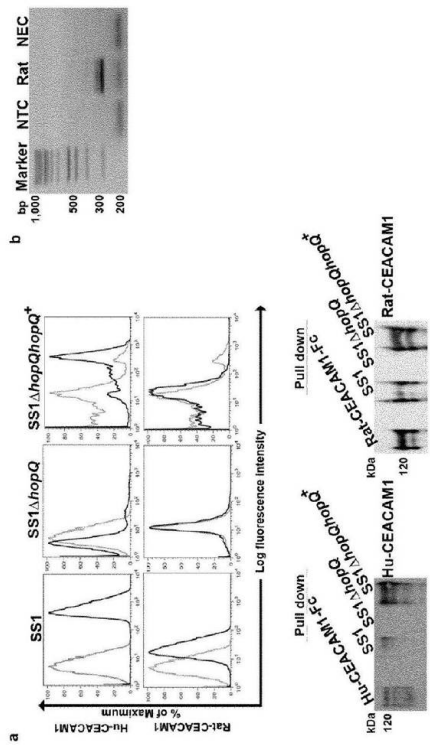 a
SS1
SS1ΔhopQ
SS1ΔhopQhopQ+
Hu-CEACAM1
Rat-CEACAM1
% of Maximum
Log fluorescence intensity
Pull down
Hu-CEACAM1-Fc
SS1
SS1ΔhopQ
SS1ΔhopQhopQ+
kDa
120
Hu-CEACAM1
Pull down
Rat-CEACAM1-Fc
SS1
SS1ΔhopQ
SS1ΔhopQhopQ+
kDa
120
Rat-CEACAM1
b
bp
Marker
NTC
Rat
NEC
1,000
500
300
200